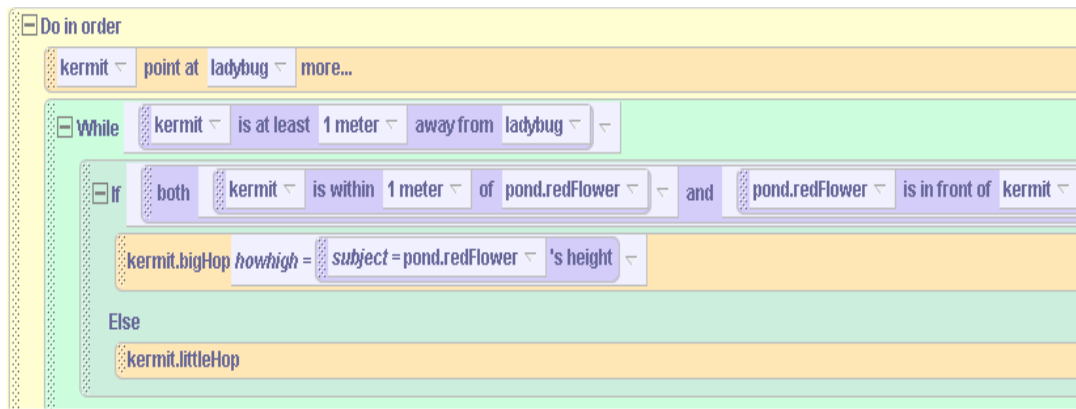 Do in order
kermit point at ladybug more...
While kermit is at least 1 meter away from ladybug
If both kermit is within 1 meter of pond.redFlower and pond.redFlower is in front of kermit
kermit.bigHop howhigh = subject = pond.redFlower 's height
Else
kermit.littleHop